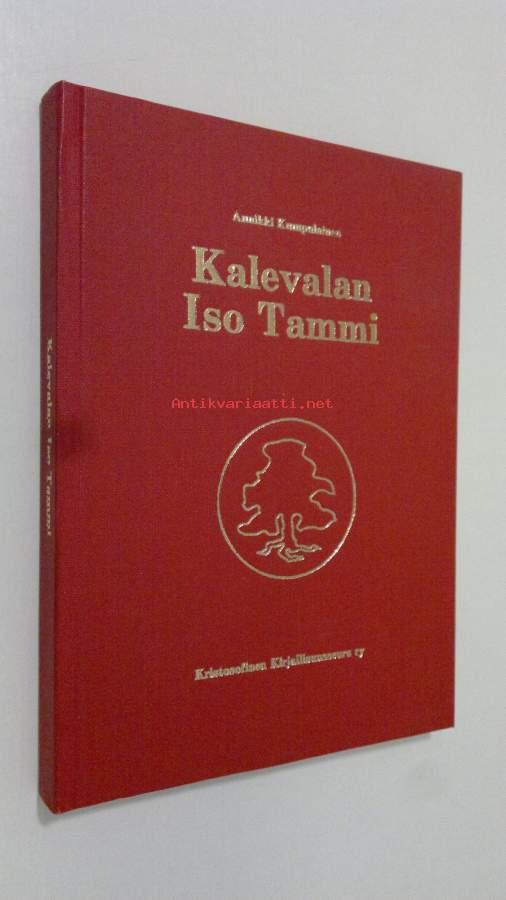 Annikki Kumpulainen
Kalevalan
Iso Tammi
Antikvariaatti.net
Kristosofinen Kirjallisuusseura ry
Kalevalan Iso Tammi